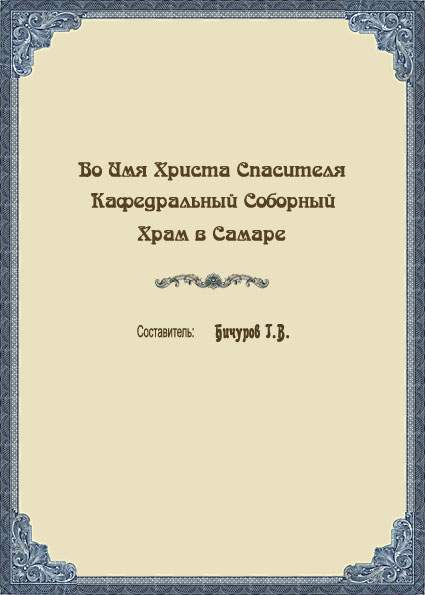 Во Имя Христа Спасителя
Кафедральный Соборный
Храм в Самаре
Составитель: Бичуров Г.В.